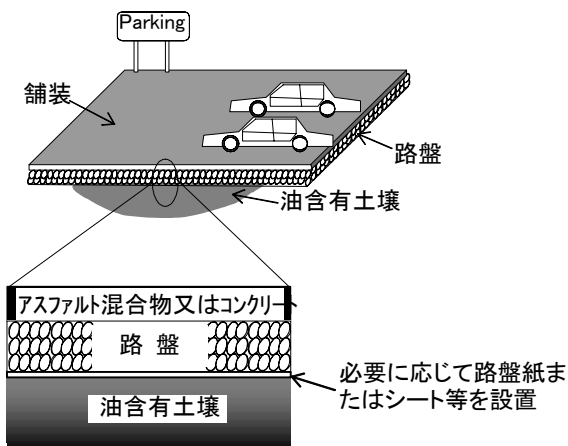 Parking
舗装
路盤
油含有土壌
アスファルト混合物又はコンクリート
路 盤
必要に応じて路盤紙ま
たはシート等を設置
油含有土壌